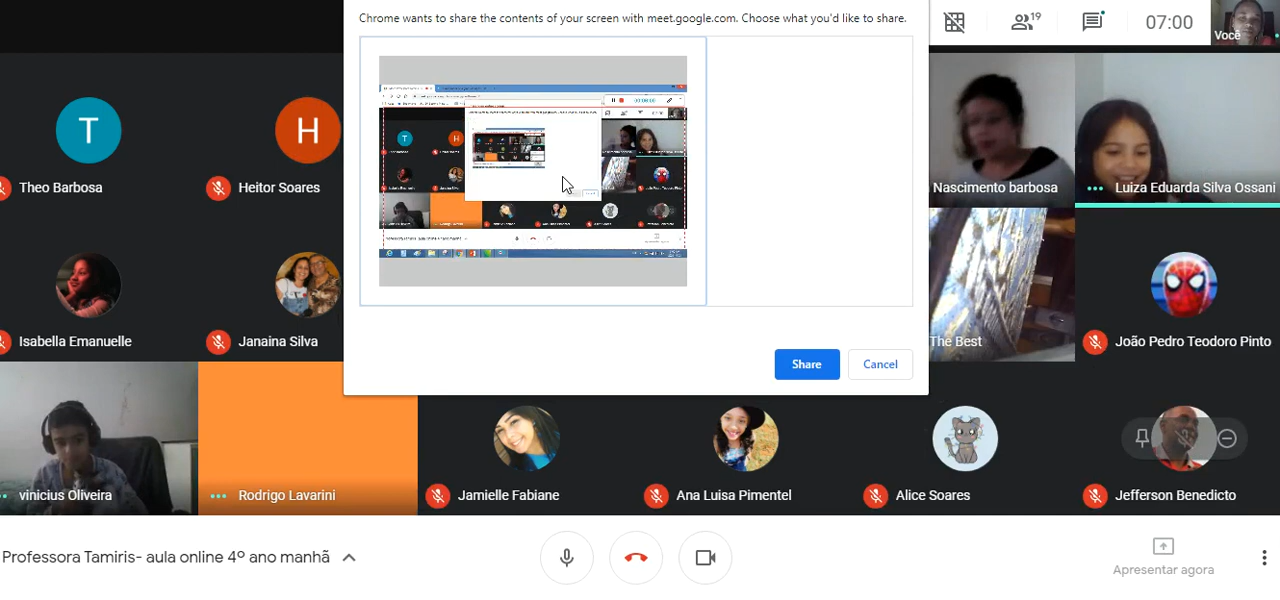 Chrome wants to share the contents of your screen with meet.google.com. Choose what you'd like to share.
19
07:00
Você
T
H
Theo Barbosa
Heitor Soares
Nascimento barbosa
Luiza Eduarda Silva Ossani
Isabella Emanuelle
Janaina Silva
The Best
João Pedro Teodoro Pinto
Share
Cancel
vinicius Oliveira
Rodrigo Lavarini
Jamielle Fabiane
Ana Luisa Pimentel
Alice Soares
Jefferson Benedicto
Professora Tamiris- aula online 4º ano manhã
Apresentar agora